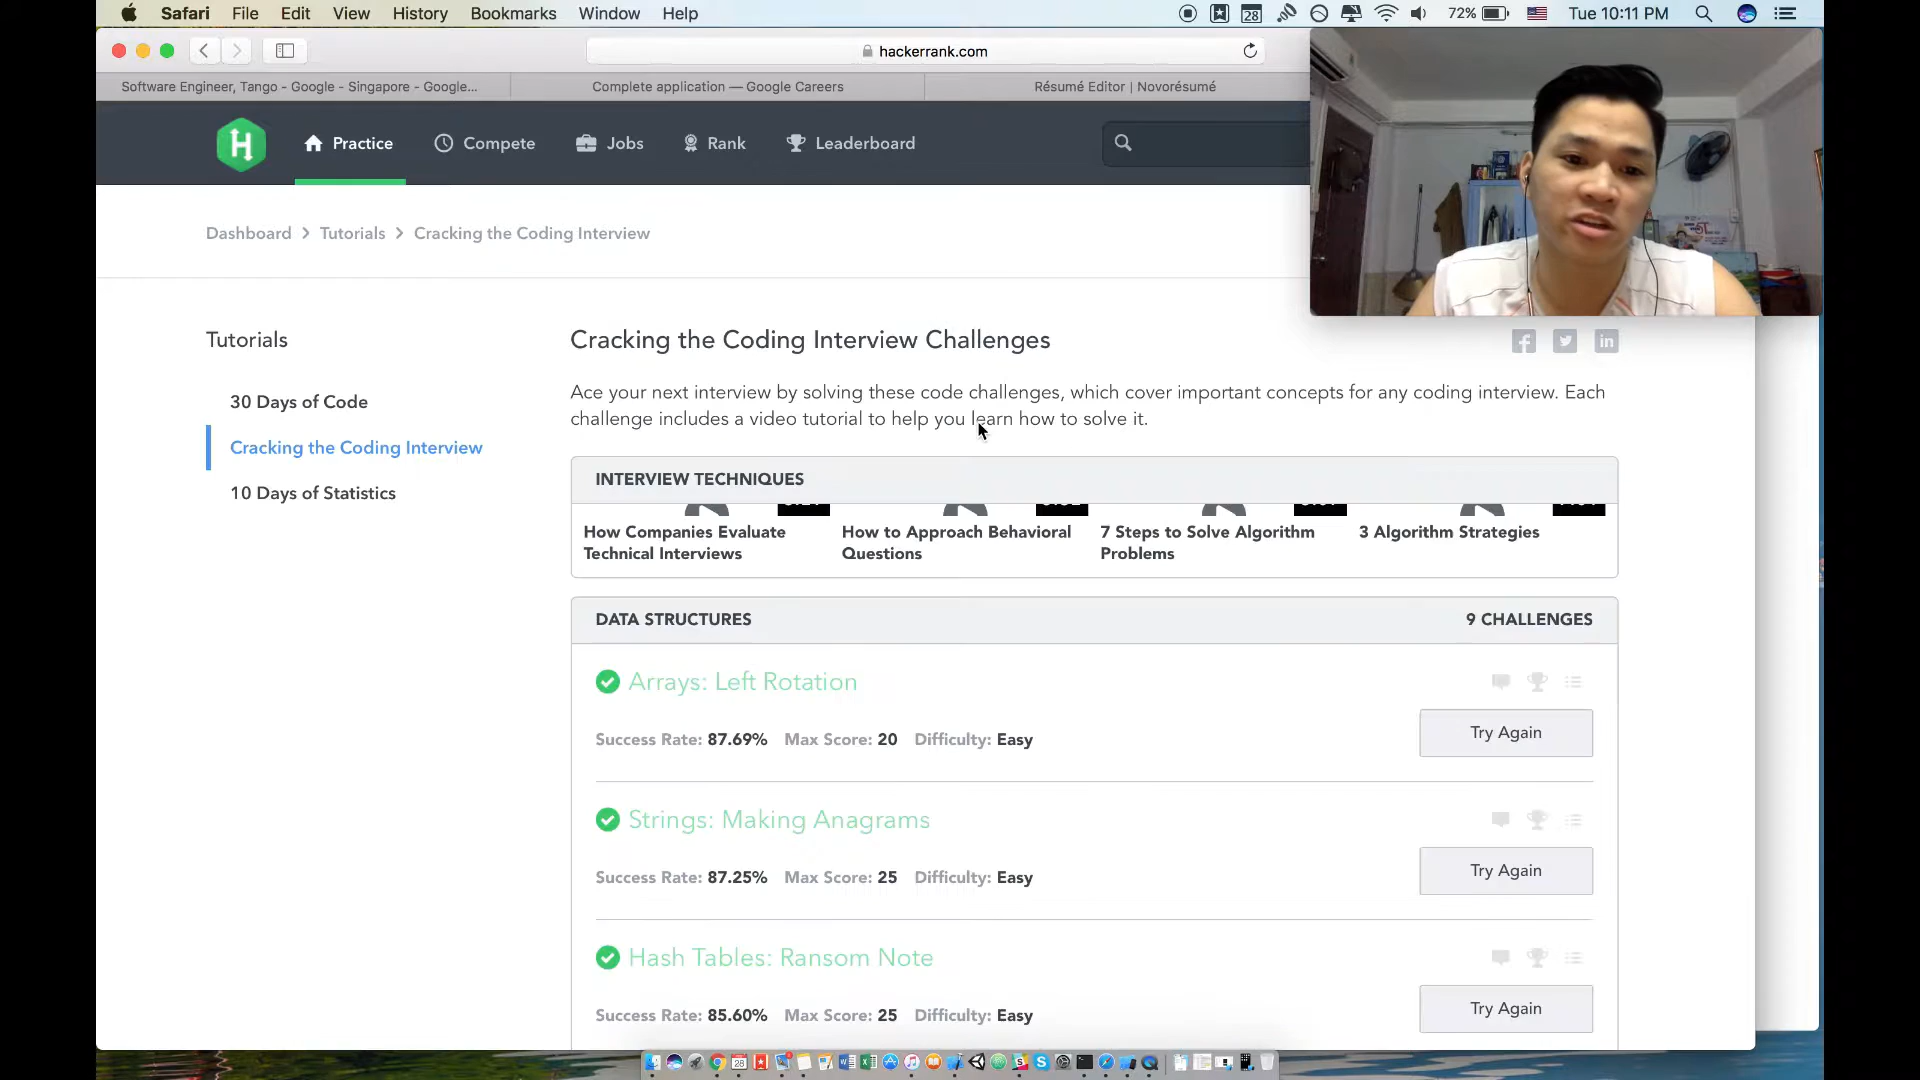 Safari File Edit View History Bookmarks Window Help 28 72% Tue 10:11 PM
hackerrank.com
Software Engineer, Tango - Google - Singapore - Google...
Complete application — Google Careers
Résumé Editor | Novorésumé
H Practice Compete Jobs Rank Leaderboard
Dashboard > Tutorials > Cracking the Coding Interview
Tutorials
30 Days of Code
Cracking the Coding Interview
10 Days of Statistics
Cracking the Coding Interview Challenges
f in
Ace your next interview by solving these code challenges, which cover important concepts for any coding interview. Each
challenge includes a video tutorial to help you learn how to solve it.
INTERVIEW TECHNIQUES
How Companies Evaluate
Technical Interviews
How to Approach Behavioral
Questions
7 Steps to Solve Algorithm
Problems
3 Algorithm Strategies
DATA STRUCTURES 9 CHALLENGES
Arrays: Left Rotation
Success Rate: 87.69% Max Score: 20 Difficulty: Easy
Try Again
Strings: Making Anagrams
Success Rate: 87.25% Max Score: 25 Difficulty: Easy
Try Again
Hash Tables: Ransom Note
Success Rate: 85.60% Max Score: 25 Difficulty: Easy
Try Again